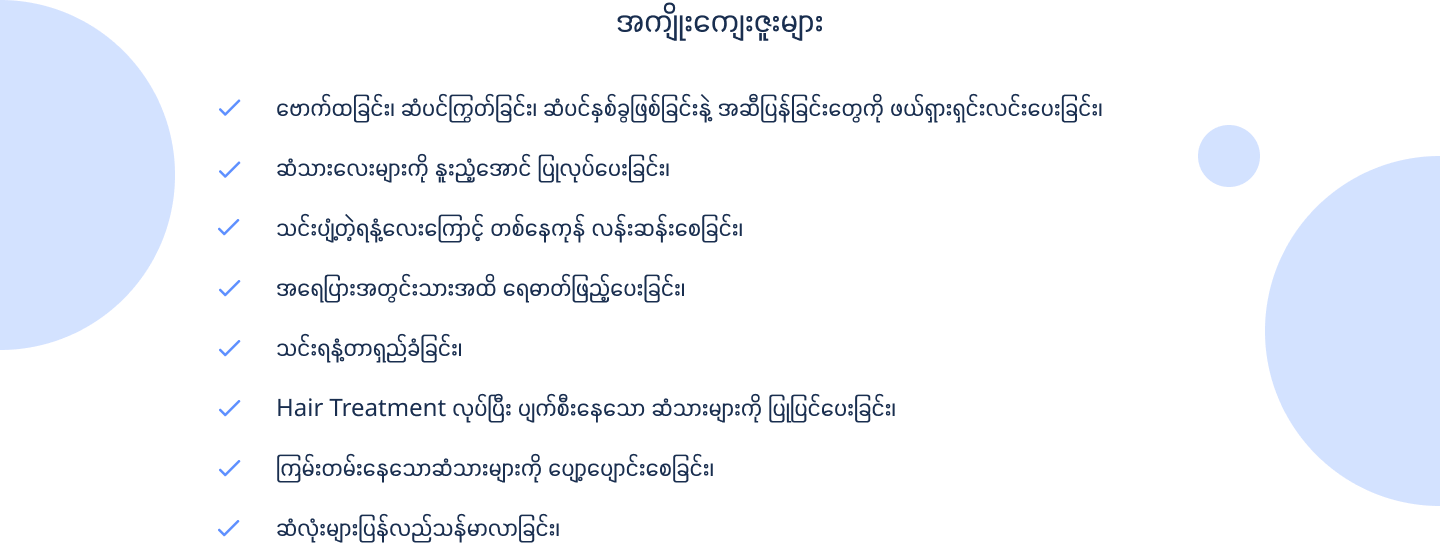 အကျိုးကျေးဇူးများ
ဗောက်ထခြင်း၊ ဆံပင်ကြွတ်ခြင်း၊ ဆံပင်နှစ်ခွဖြစ်ခြင်းနဲ့ အဆီပြန်ခြင်းတွေကို ဖယ်ရှားရှင်းလင်းပေးခြင်း၊
ဆံသားလေးများကို နူးညံ့အောင် ပြုလုပ်ပေးခြင်း၊
သင်းပျံ့တဲ့ရနံ့လေးကြောင့် တစ်နေကုန် လန်းဆန်းစေခြင်း၊
အရေပြားအတွင်းသားအထိ ရေဓာတ်ဖြည့်ပေးခြင်း၊
သင်းရနံ့တာရှည်ခံခြင်း၊
Hair Treatment လုပ်ပြီး ပျက်စီးနေသော ဆံသားများကို ပြုပြင်ပေးခြင်း၊
ကြမ်းတမ်းနေသောဆံသားများကို ပျော့ပျောင်းစေခြင်း၊
ဆံလုံးများပြန်လည်သန်မာလာခြင်း၊